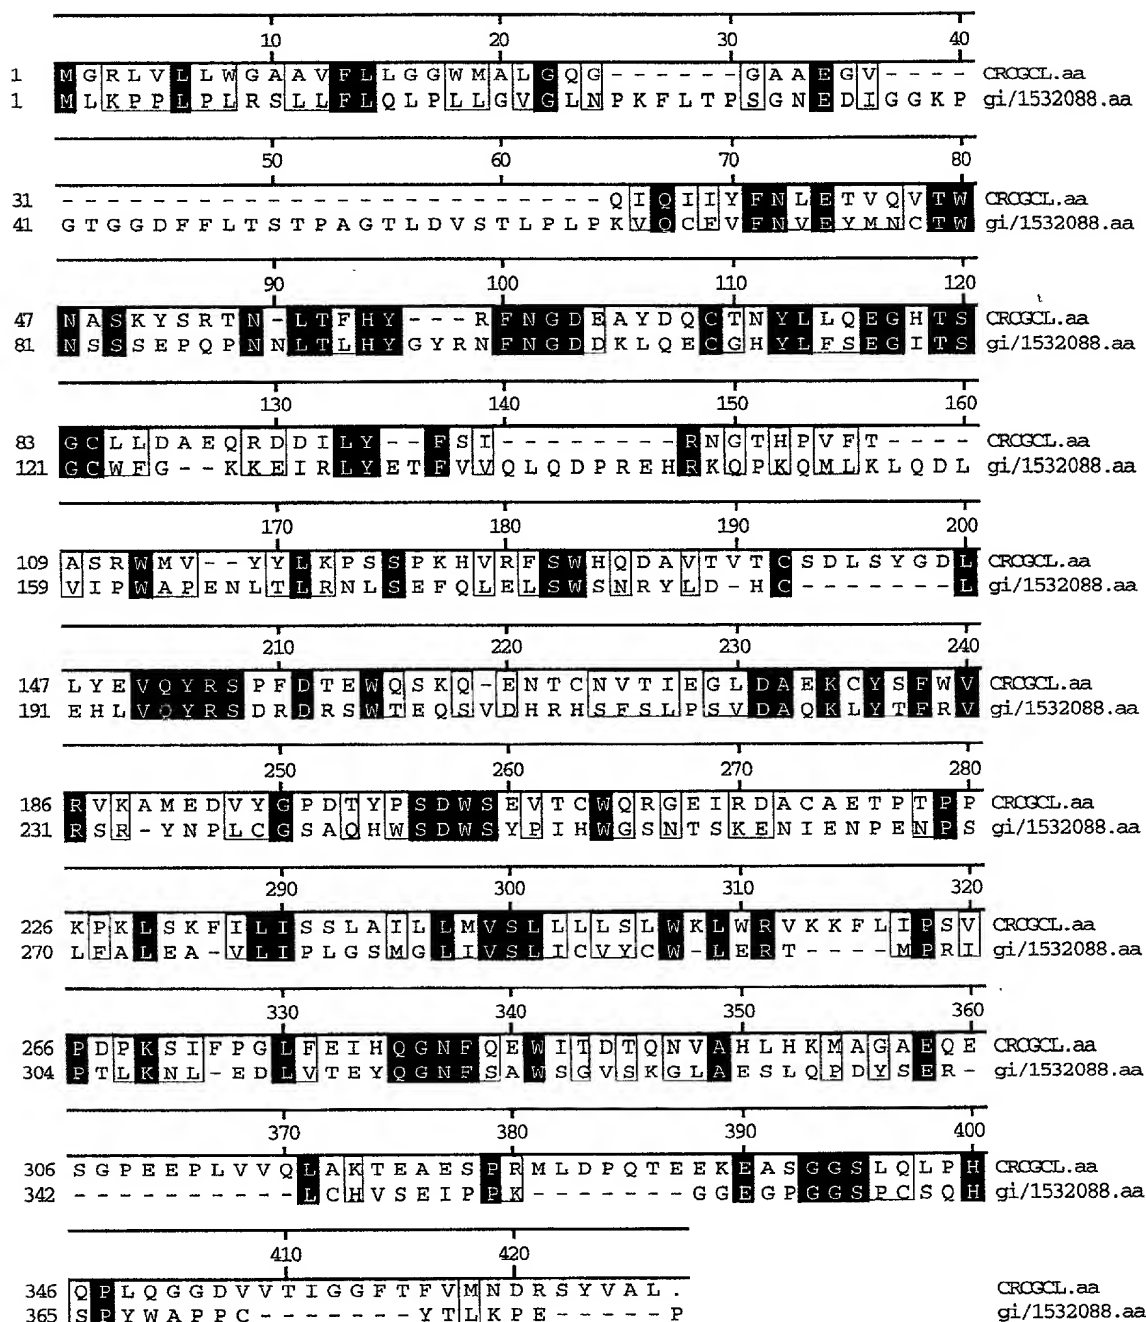 10 20 30 40
1 M G R L V L L W G A A V F L L G G W M A L G Q G - - - - - - G A A E G V - - - - CRCGCL.aa
1 M L K P P L P L R S L L F L Q L P L L G V G L N P K F L T P S G N E D I G G K P gi/1532088.aa
50 60 70 80
31 - - - - - - - - - - - - - - - - - - - - - - - - Q I Q I I Y F N L E T V Q V T W CRCGCL.aa
41 G T G G D F F L T S T P A G T L D V S T L P L P K V Q C F V F N V E Y M N C T W gi/1532088.aa
90 100 110 120
47 N A S K Y S R T N - L T F H Y - - - R F N G D E A Y D Q C T N Y L L Q E G H T S CRCGCL.aa
81 N S S S E P Q P N N L T L H Y G Y R N F N G D D K L Q E C G H Y L F S E G I T S gi/1532088.aa
130 140 150 160
83 G C L L D A E Q R D D I L Y - - F S I - - - - - - - - R N G T H P V F T - - - - CRCGCL.aa
121 G C W F G - - K K E I R L Y E T F V V Q L Q D P R E H R K Q P K Q M L K L Q D L gi/1532088.aa
170 180 190 200
109 A S R W M V - - Y Y L K P S S P K H V R F S W H Q D A V T V T C S D L S Y G D L CRCGCL.aa
159 V I P W A P E N L T L R N L S E F Q L E L S W S N R Y L D - H C - - - - - - - L gi/1532088.aa
210 220 230 240
147 L Y E V Q Y R S P F D T E W Q S K Q - E N T C N V T I E G L D A E K C Y S F W V CRCGCL.aa
191 E H L V Q Y R S D R D R S W T E Q S V D H R H S F S L P S V D A Q K L Y T F R V gi/1532088.aa
250 260 270 280
186 R V K A M E D V Y G P D T Y P S D W S E V T C W Q R G E I R D A C A E T P T P P CRCGCL.aa
231 R S R - Y N P L C G S A Q H W S D W S Y P I H W G S N T S K E N I E N P E N P S gi/1532088.aa
290 300 310 320
226 K P K L S K F I L I S S L A I L L M V S L L L L S L W K L W R V K K F L I P S V CRCGCL.aa
270 L F A L E A - V L I P L G S M G L I V S L I C V Y C W - L E R T - - - - M P R I gi/1532088.aa
330 340 350 360
266 P D P K S I F P G L F E I H Q G N F Q E W I T D T Q N V A H L H K M A G A E Q E CRCGCL.aa
304 P T L K N L - E D L V T E Y Q G N F S A W S G V S K G L A E S L Q P D Y S E R - gi/1532088.aa
370 380 390 400
306 S G P E E P L V V Q L A K T E A E S P R M L D P Q T E E K E A S G G S L Q L P H CRCGCL.aa
342 - - - - - - - - - - L C H V S E I P P K - - - - - - - G G E G P G G S P C S Q H gi/1532088.aa
410 420
346 Q P L Q G G D V V T I G G F T F V M N D R S Y V A L . CRCGCL.aa
365 S P Y W A P P C - - - - - - - Y T L K P E - - - - - P gi/1532088.aa